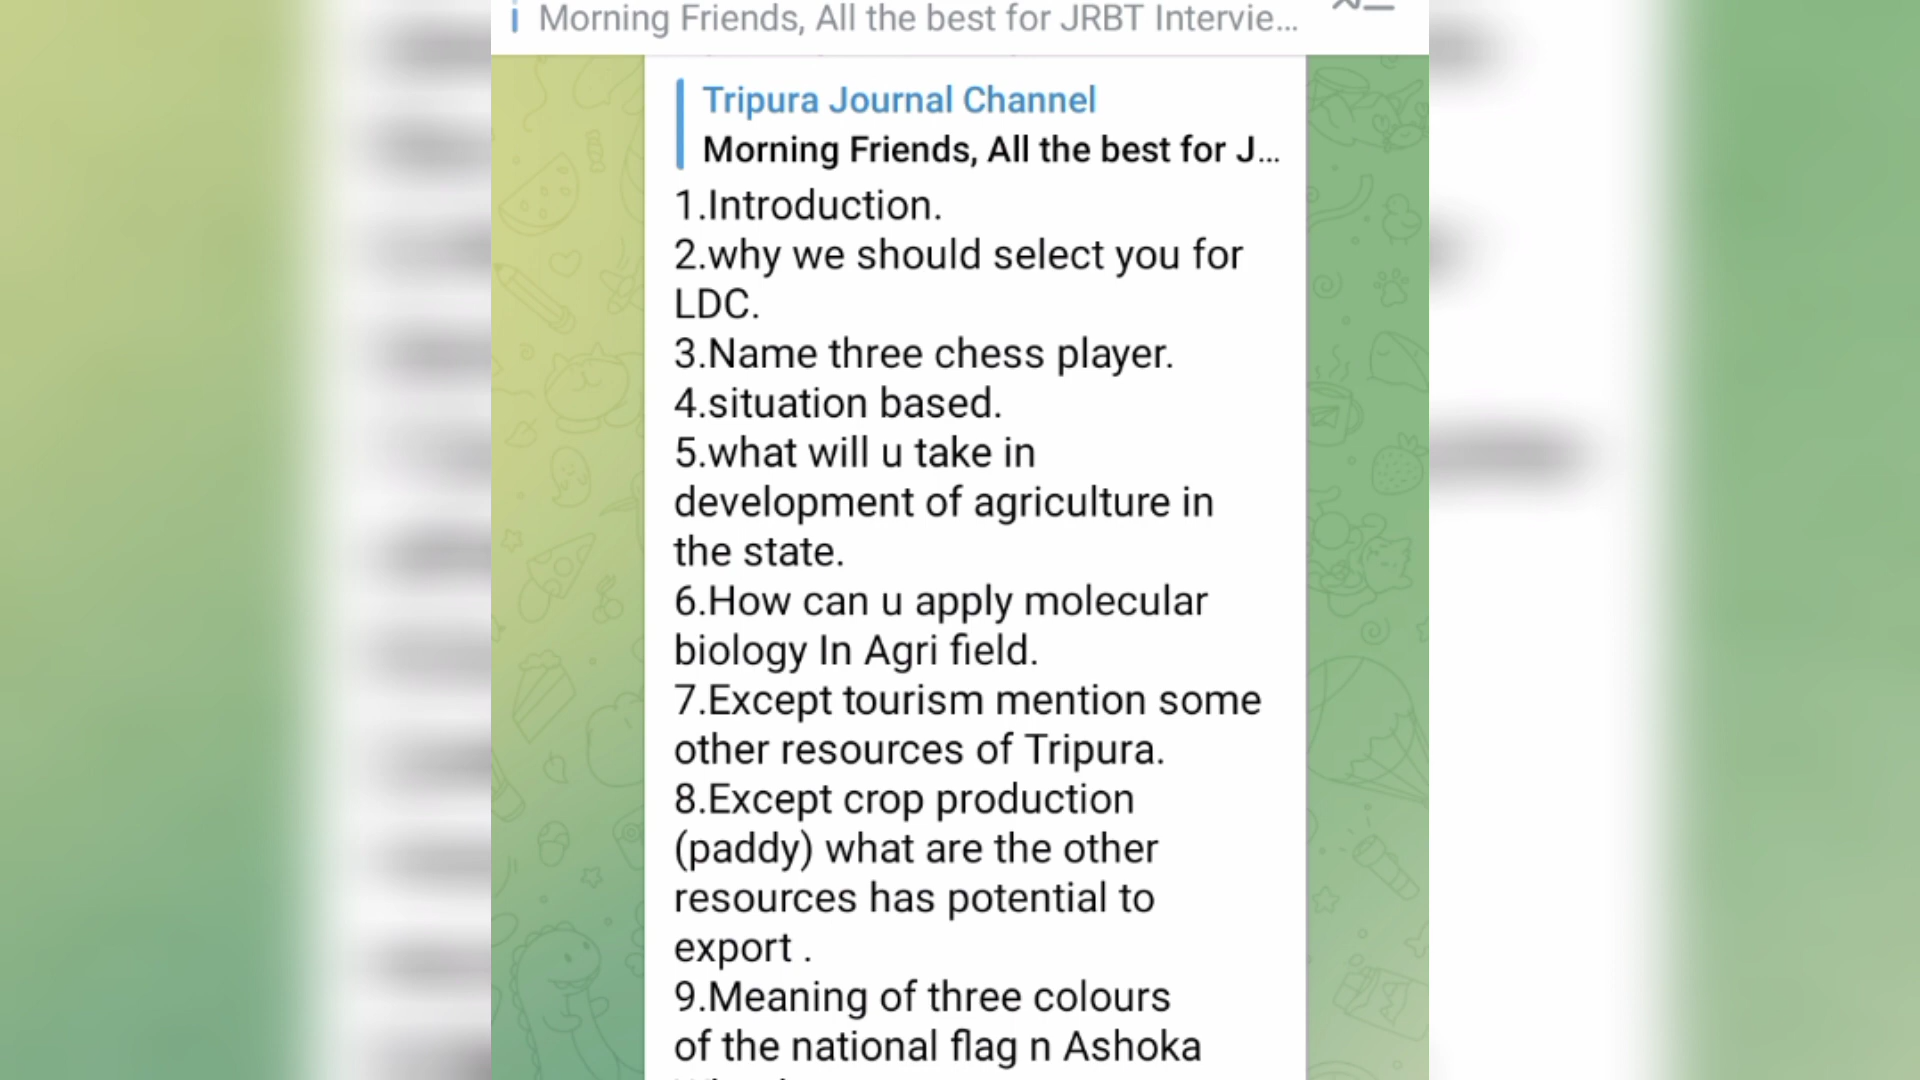 Morning Friends, All the best for JRBT Intervie...
Tripura Journal Channel
Morning Friends, All the best for J...
1.Introduction.
2.why we should select you for
LDC.
3.Name three chess player.
4.situation based.
5.what will u take in
development of agriculture in
the state.
6.How can u apply molecular
biology In Agri field.
7.Except tourism mention some
other resources of Tripura.
8.Except crop production
(paddy) what are the other
resources has potential to
export .
9.Meaning of three colours
of the national flag n Ashoka